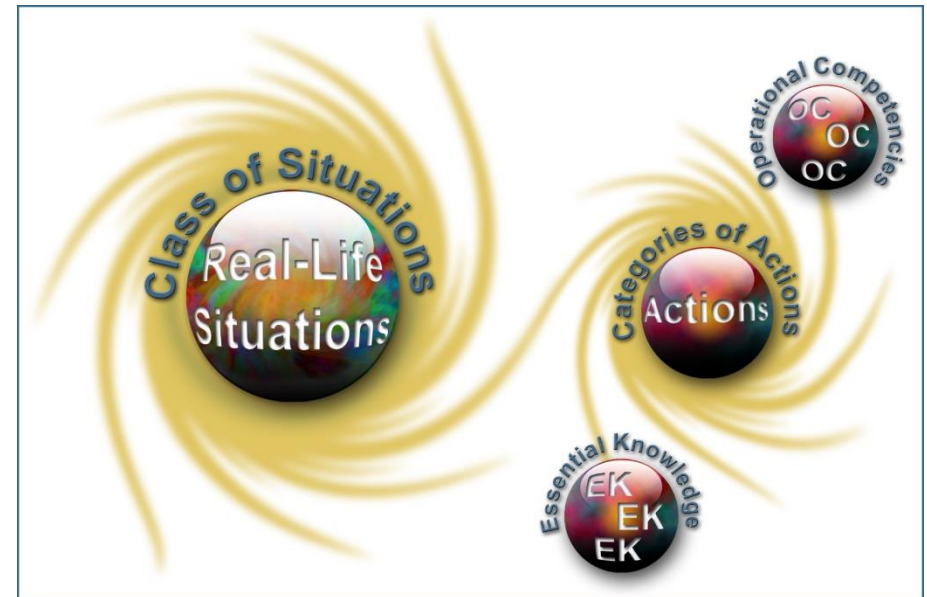 Class of Situations
Real-Life
Situations
Operational Competencies
OC
OC
OC
Categories of Actions
Actions
Essential Knowledge
EK
EK
EK